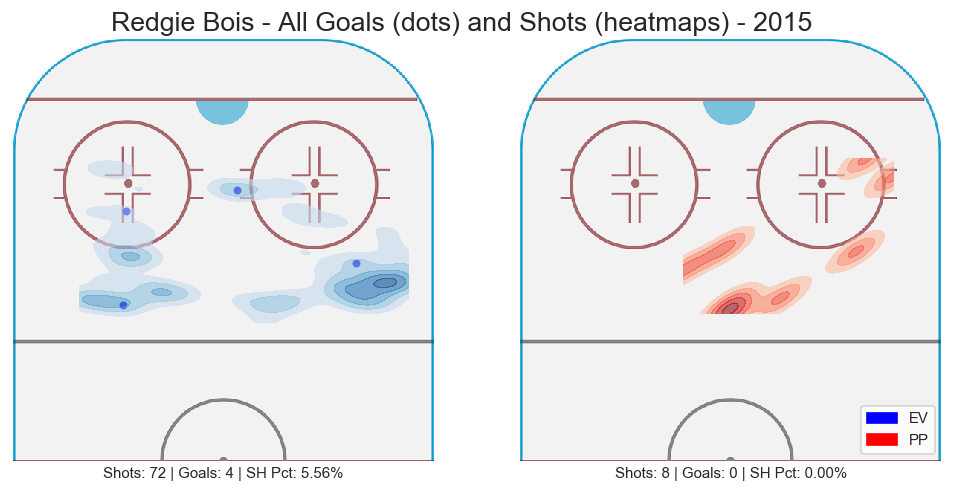 Redgie Bois - All Goals (dots) and Shots (heatmaps) - 2015
EV
PP
Shots: 72 | Goals: 4 | SH Pct: 5.56%
Shots: 8 | Goals: 0 | SH Pct: 0.00%